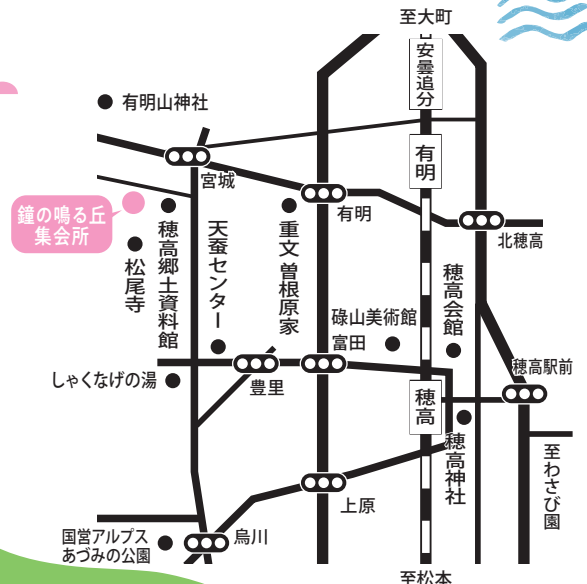 至大町
安曇追分
有明山神社
有明
宮城
鐘の鳴る丘
集会所
有明
北穂高
松尾寺
穂高郷土資料館
天蚕センター
重文 曽根原家
碌山美術館
穂高会館
富田
穂高駅前
しゃくなげの湯
豊里
穂高
穂高神社
至わさび園
上原
国営アルプス
あづみの公園
烏川
至松本